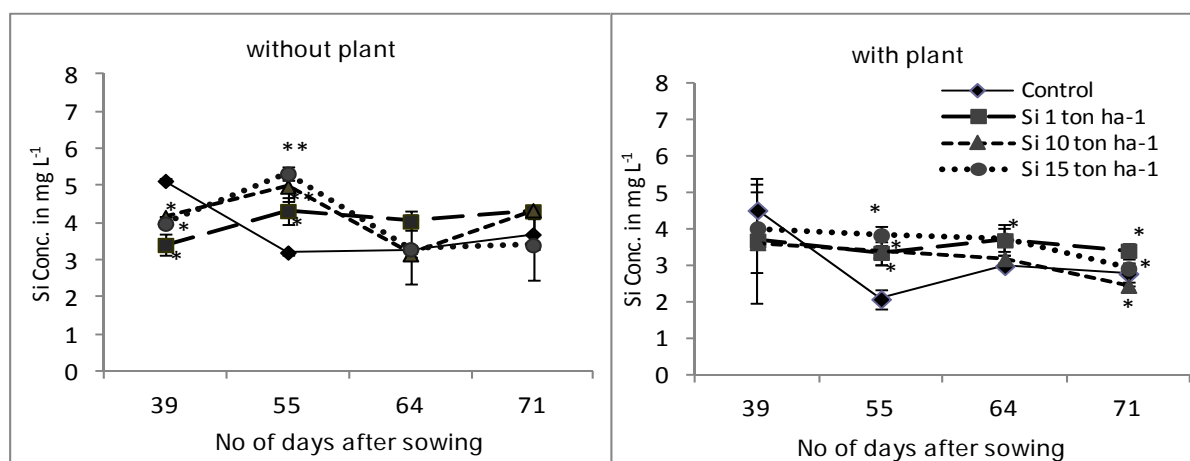 without plant
Si Conc. in mg L-1
8
7
6
5
4
3
2
1
0
* *
*
*
*
* *
*
39 55 64 71
No of days after sowing
with plant
Control
Si 1 ton ha-1
Si 10 ton ha-1
Si 15 ton ha-1
Si Conc. in mg L-1
8
7
6
5
4
3
2
1
0
*
*
*
*
*
*
*
39 55 64 71
No of days after sowing